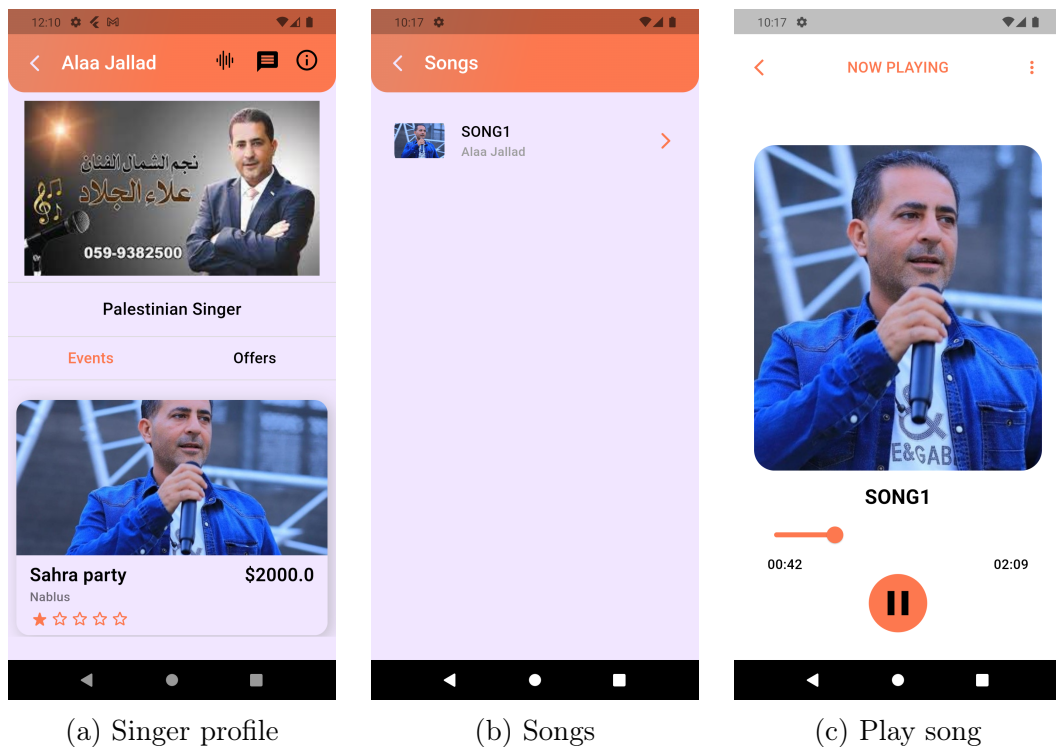 12:10
Alaa Jallad
نجم الشمال الفنان
علاء الجلاد
059-9382500
Palestinian Singer
Events Offers
Sahra party $2000.0
Nablus
(a) Singer profile
10:17
Songs
SONG1
Alaa Jallad
(b) Songs
10:17
NOW PLAYING
&
E&GAB
SONG1
00:42 02:09
(c) Play song